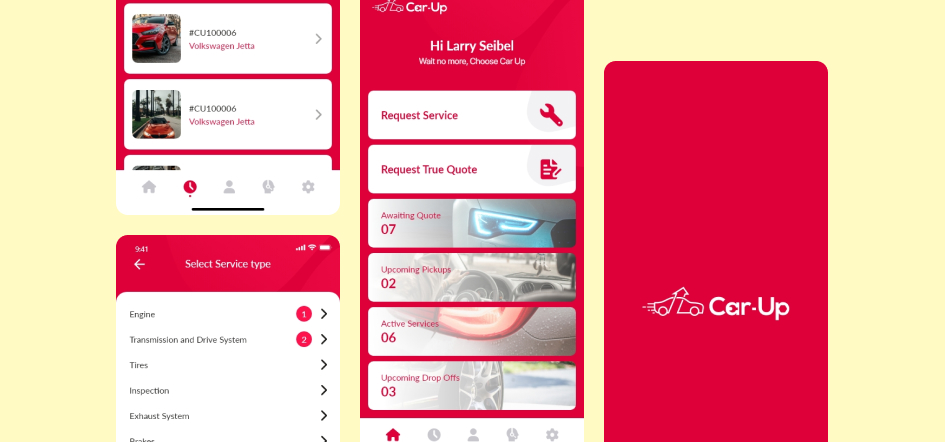 #CU100006
Volkswagen Jetta
#CU100006
Volkswagen Jetta
9:41
Select Service type
Engine 1
Transmission and Drive System 2
Tires
Inspection
Exhaust System
Brakes
Car-Up
Hi Larry Seibel
Wait no more, Choose Car Up
Request Service
Request True Quote
Awaiting Quote
07
Upcoming Pickups
02
Active Services
06
Upcoming Drop Offs
03
Car-Up